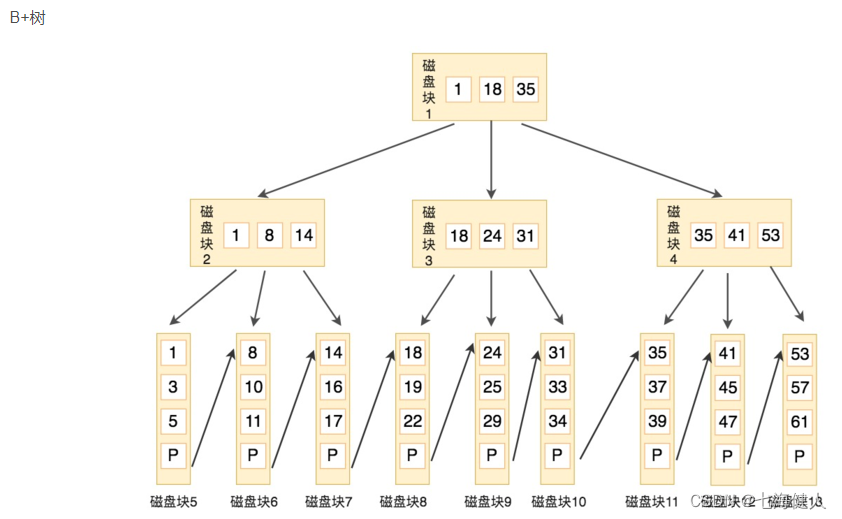 B+树
磁盘块1
1 18 35
磁盘块2
1 8 14
磁盘块3
18 24 31
磁盘块4
35 41 53
1 8 14 18 24 31 35 41 53
3 10 16 19 25 33 37 45 57
5 11 17 22 29 34 39 47 61
P P P P P P P P P
磁盘块5 磁盘块6 磁盘块7 磁盘块8 磁盘块9 磁盘块10 磁盘块11 磁盘块12 磁盘块13
CSDN @七海健人